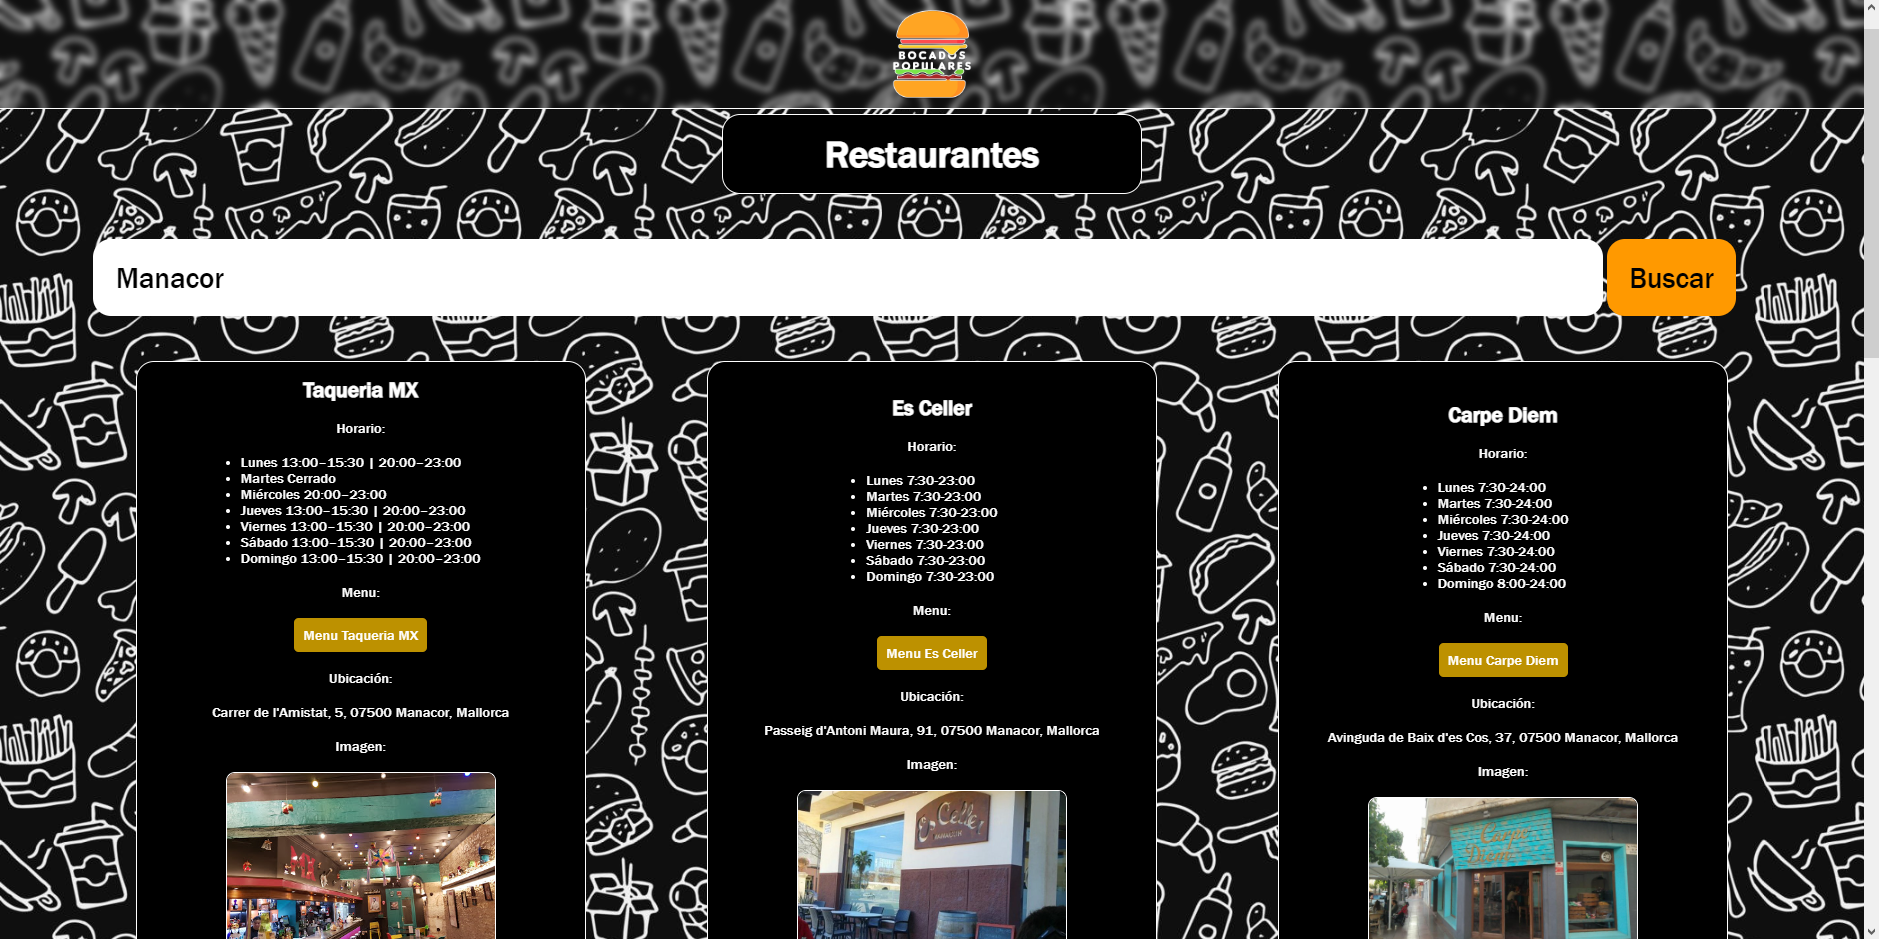 BOCADOS
POPULARES
Restaurantes
Manacor
Buscar
Taqueria MX
Horario:
• Lunes 13:00–15:30 | 20:00–23:00
• Martes Cerrado
• Miércoles 20:00–23:00
• Jueves 13:00–15:30 | 20:00–23:00
• Viernes 13:00–15:30 | 20:00–23:00
• Sábado 13:00–15:30 | 20:00–23:00
• Domingo 13:00–15:30 | 20:00–23:00
Menu:
Menu Taqueria MX
Ubicación:
Carrer de l'Amistat, 5, 07500 Manacor, Mallorca
Imagen:
MX
Es Celler
Horario:
• Lunes 7:30-23:00
• Martes 7:30-23:00
• Miércoles 7:30-23:00
• Jueves 7:30-23:00
• Viernes 7:30-23:00
• Sábado 7:30-23:00
• Domingo 7:30-23:00
Menu:
Menu Es Celler
Ubicación:
Passeig d'Antoni Maura, 91, 07500 Manacor, Mallorca
Imagen:
Es Celler
MANACOR
Carpe Diem
Horario:
• Lunes 7:30-24:00
• Martes 7:30-24:00
• Miércoles 7:30-24:00
• Jueves 7:30-24:00
• Viernes 7:30-24:00
• Sábado 7:30-24:00
• Domingo 8:00-24:00
Menu:
Menu Carpe Diem
Ubicación:
Avinguda de Baix d'es Cos, 37, 07500 Manacor, Mallorca
Imagen:
Carpe
Diem